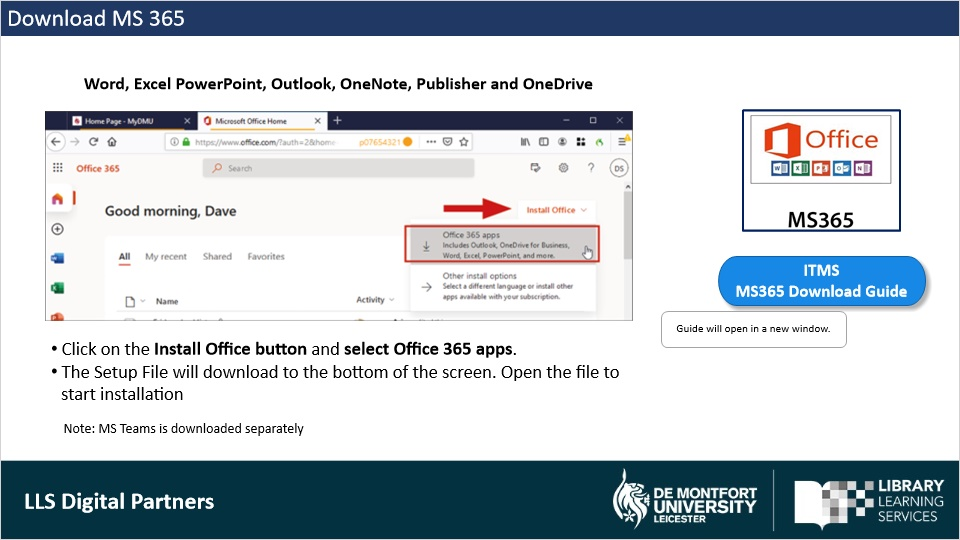 Download MS 365
Word, Excel PowerPoint, Outlook, OneNote, Publisher and OneDrive
Home Page - MyDMU
Microsoft Office Home
https://www.office.com/?auth=2&home
p07654321
Office 365
Search
DS
Good morning, Dave
Install Office
Office 365 apps
Includes Outlook, OneDrive for Business,
Word, Excel, PowerPoint, and more.
Other install options
Select a different language or install other
apps available with your subscription.
All
My recent
Shared
Favorites
Name
Activity
Office
MS365
ITMS
MS365 Download Guide
Guide will open in a new window.
• Click on the Install Office button and select Office 365 apps.
• The Setup File will download to the bottom of the screen. Open the file to
start installation
Note: MS Teams is downloaded separately
LLS Digital Partners
DE MONTFORT
UNIVERSITY
LEICESTER
LIBRARY
LEARNING
SERVICES